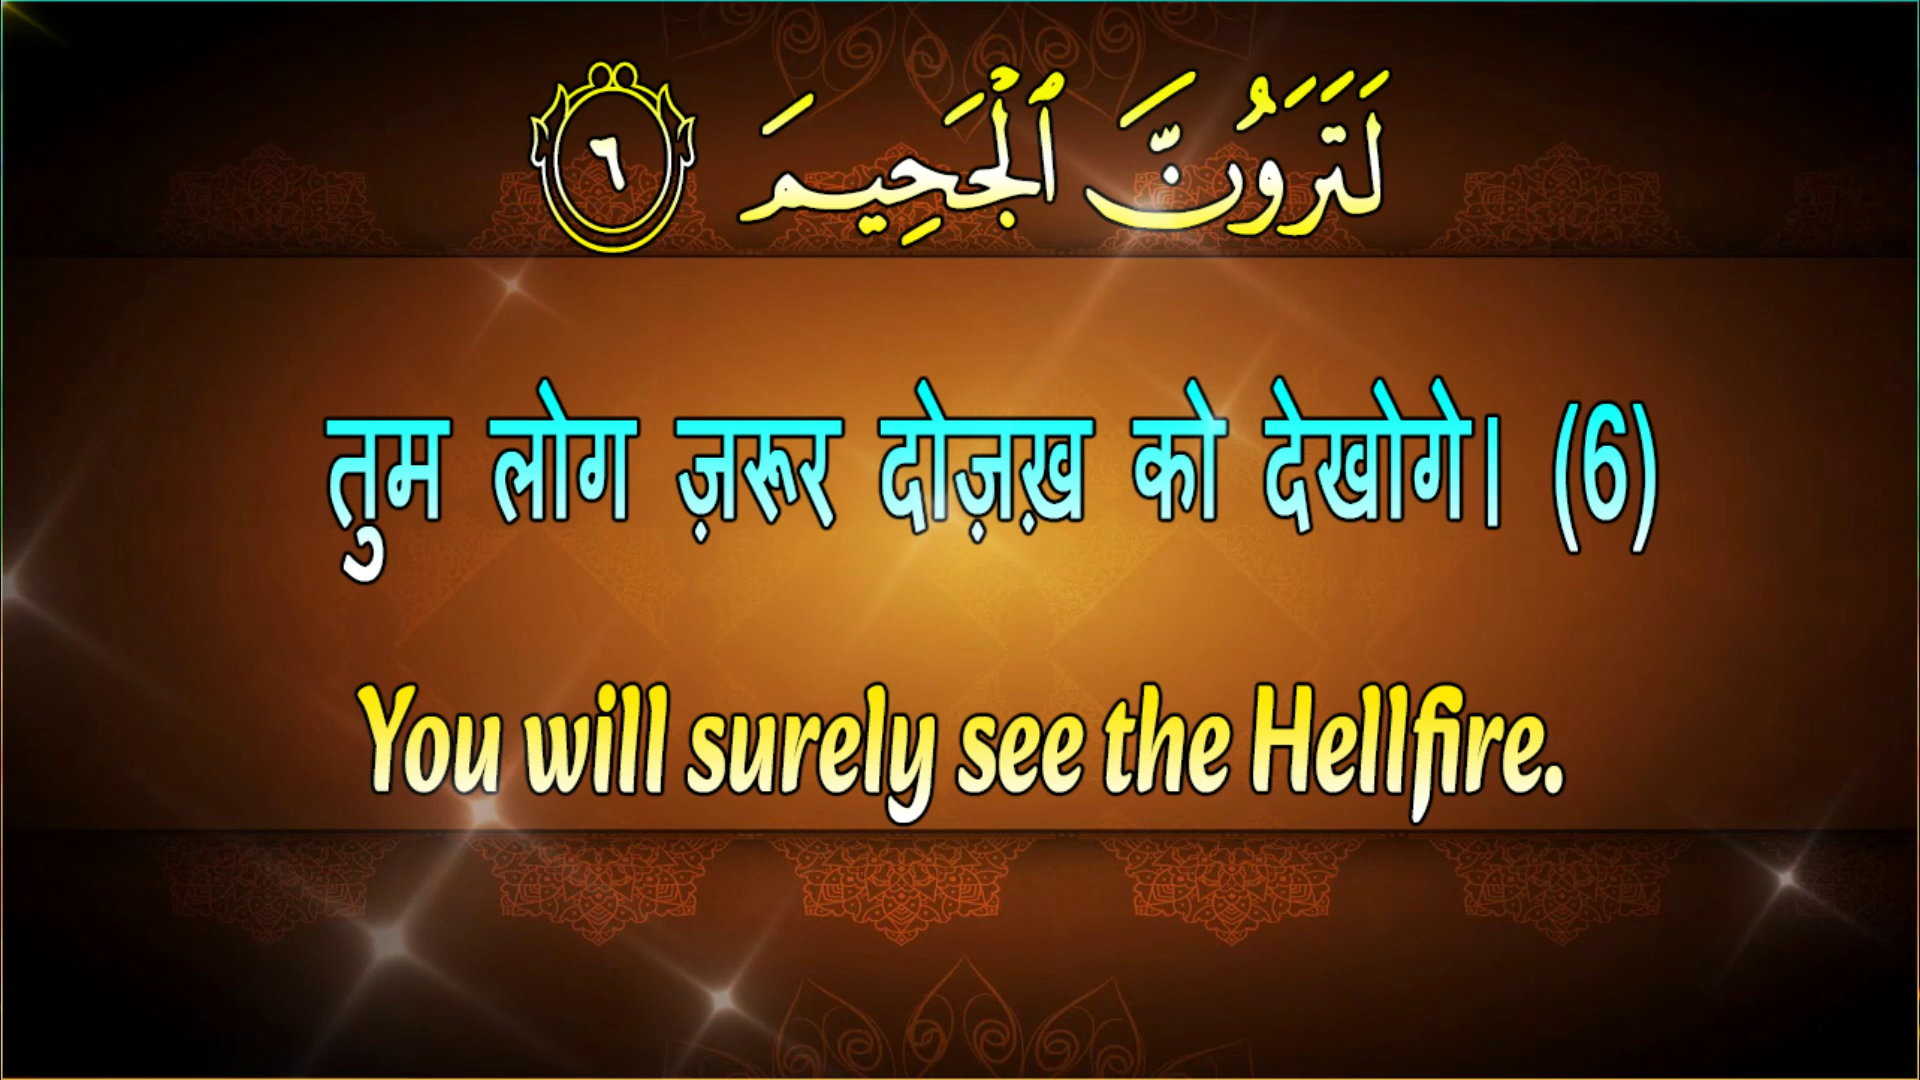 لَتَرَوُنَّ ٱلْجَحِيمَ ٦
तुम लोग ज़रूर दोज़ख़ को देखोगे। (6)
You will surely see the Hellfire.